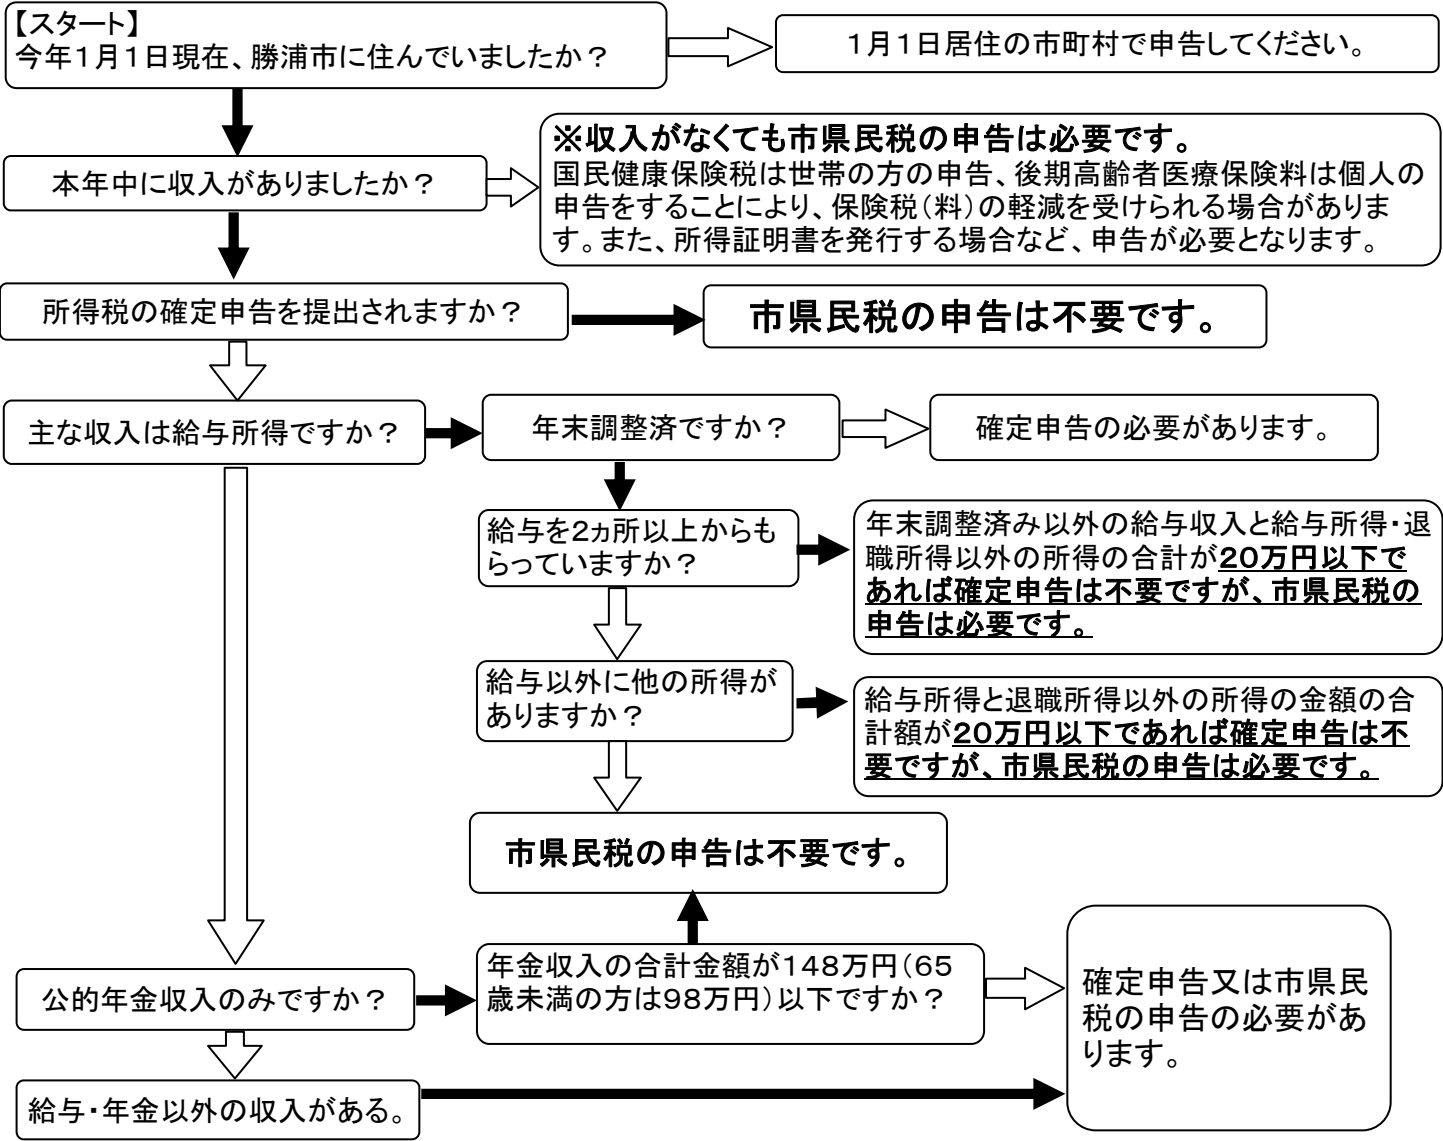 【スタート】
今年1月1日現在、勝浦市に住んでいましたか？
1月1日居住の市町村で申告してください。
本年中に収入がありましたか？
※収入がなくても市県民税の申告は必要です。
国民健康保険税は世帯の方の申告、後期高齢者医療保険料は個人の
申告をすることにより、保険税（料）の軽減を受けられる場合がありま
す。また、所得証明書を発行する場合など、申告が必要となります。
所得税の確定申告を提出されますか？
市県民税の申告は不要です。
主な収入は給与所得ですか？
年末調整済ですか？
確定申告の必要があります。
給与を2ヵ所以上からも
らっていますか？
年末調整済み以外の給与収入と給与所得・退
職所得以外の所得の合計が20万円以下で
あれば確定申告は不要ですが、市県民税の
申告は必要です。
給与以外に他の所得が
ありますか？
給与所得と退職所得以外の所得の金額の合
計額が20万円以下であれば確定申告は不
要ですが、市県民税の申告は必要です。
市県民税の申告は不要です。
公的年金収入のみですか？
年金収入の合計金額が148万円（65
歳未満の方は98万円）以下ですか？
確定申告又は市県民
税の申告の必要があ
ります。
給与・年金以外の収入がある。